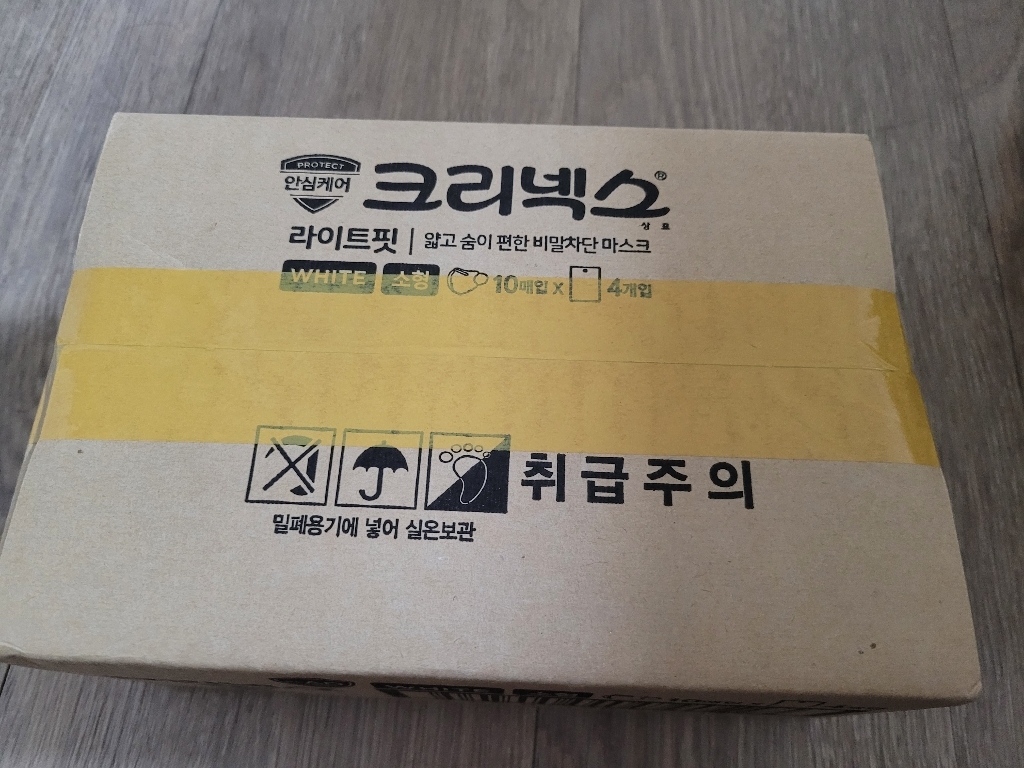 PROTECT
안심케어
크리넥스®
상표
라이트핏 | 얇고 숨이 편한 비말차단 마스크
WHITE 소형 10매입 x 4개입
취급주의
밀폐용기에 넣어 실온보관